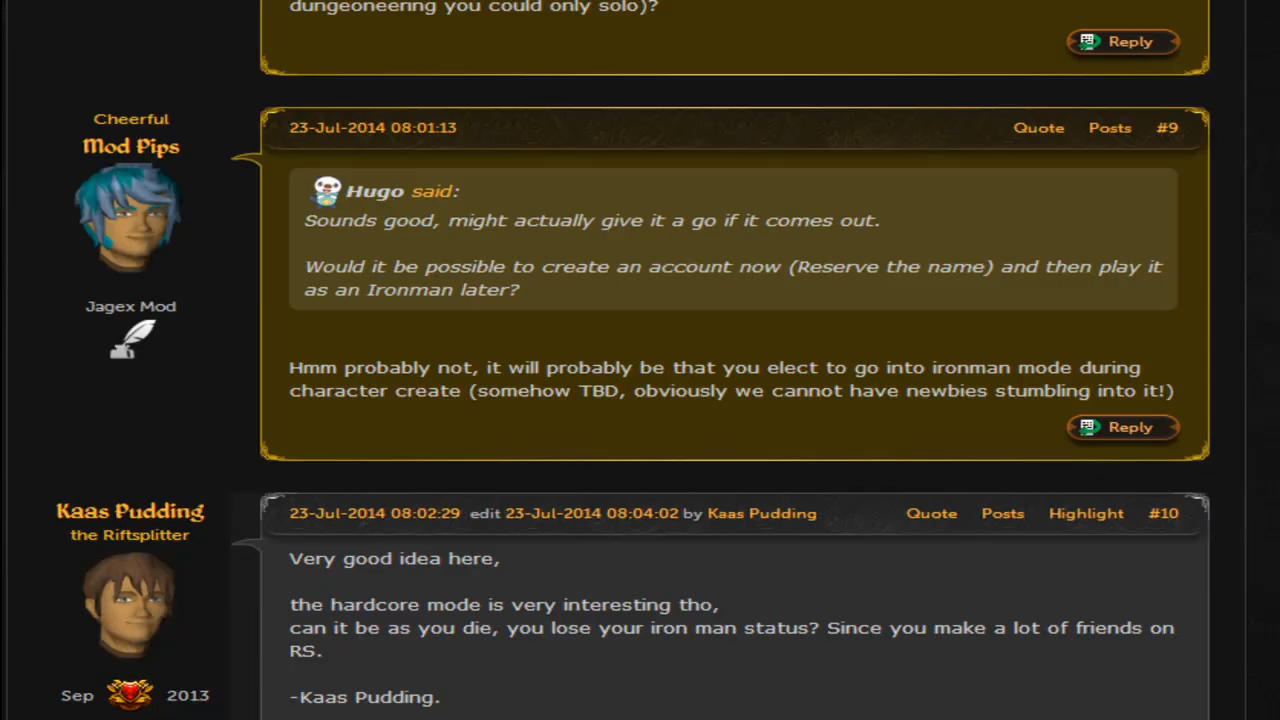 dungeoneering you could only solo)?
Reply
Cheerful
Mod Pips
Jagex Mod
23-Jul-2014 08:01:13
Quote Posts #9
Hugo said:
Sounds good, might actually give it a go if it comes out.
Would it be possible to create an account now (Reserve the name) and then play it
as an Ironman later?
Hmm probably not, it will probably be that you elect to go into ironman mode during
character create (somehow TBD, obviously we cannot have newbies stumbling into it!)
Reply
Kaas Pudding
the Riftsplitter
Sep 2013
23-Jul-2014 08:02:29 edit 23-Jul-2014 08:04:02 by Kaas Pudding
Quote Posts Highlight #10
Very good idea here,
the hardcore mode is very interesting tho,
can it be as you die, you lose your iron man status? Since you make a lot of friends on
RS.
-Kaas Pudding.